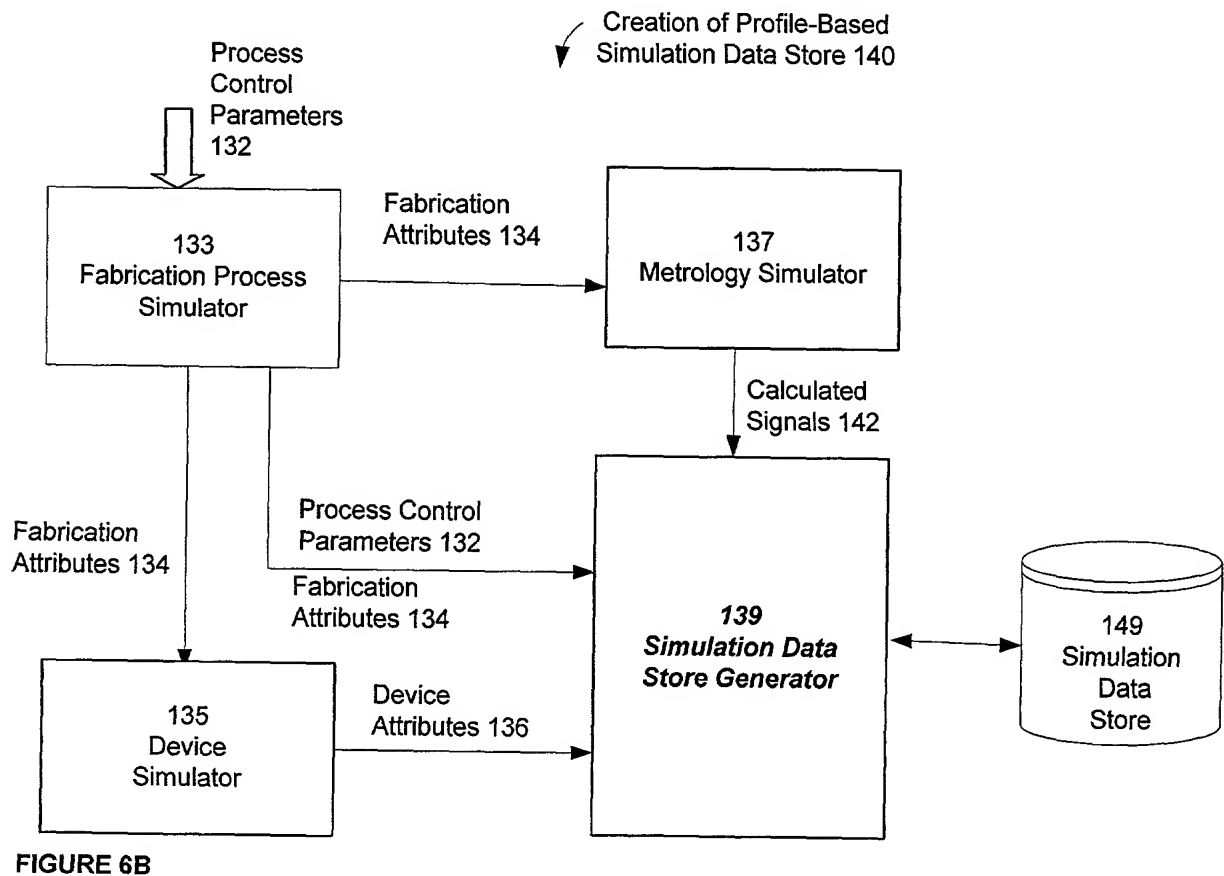 Creation of Profile-Based
Simulation Data Store 140
Process
Control
Parameters
132
133
Fabrication Process
Simulator
Fabrication
Attributes 134
137
Metrology Simulator
Calculated
Signals 142
Process Control
Parameters 132
Fabrication
Attributes 134
Fabrication
Attributes 134
139
Simulation Data
Store Generator
149
Simulation
Data
Store
135
Device
Simulator
Device
Attributes 136
FIGURE 6B